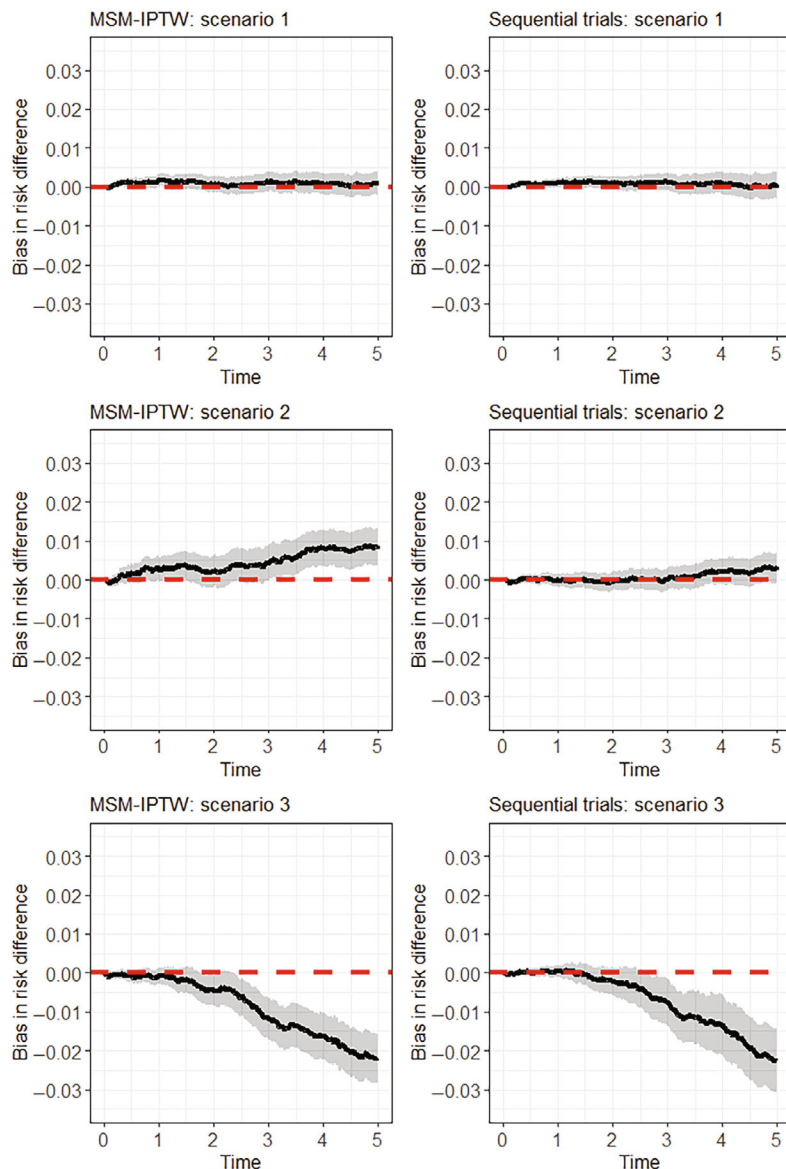 MSM-IPTW: scenario 1
Sequential trials: scenario 1
Bias in risk difference
0.03
0.02
0.01
0.00
−0.01
−0.02
−0.03
0 1 2 3 4 5
Time
Bias in risk difference
0.03
0.02
0.01
0.00
−0.01
−0.02
−0.03
0 1 2 3 4 5
Time
MSM-IPTW: scenario 2
Sequential trials: scenario 2
Bias in risk difference
0.03
0.02
0.01
0.00
−0.01
−0.02
−0.03
0 1 2 3 4 5
Time
Bias in risk difference
0.03
0.02
0.01
0.00
−0.01
−0.02
−0.03
0 1 2 3 4 5
Time
MSM-IPTW: scenario 3
Sequential trials: scenario 3
Bias in risk difference
0.03
0.02
0.01
0.00
−0.01
−0.02
−0.03
0 1 2 3 4 5
Time
Bias in risk difference
0.03
0.02
0.01
0.00
−0.01
−0.02
−0.03
0 1 2 3 4 5
Time